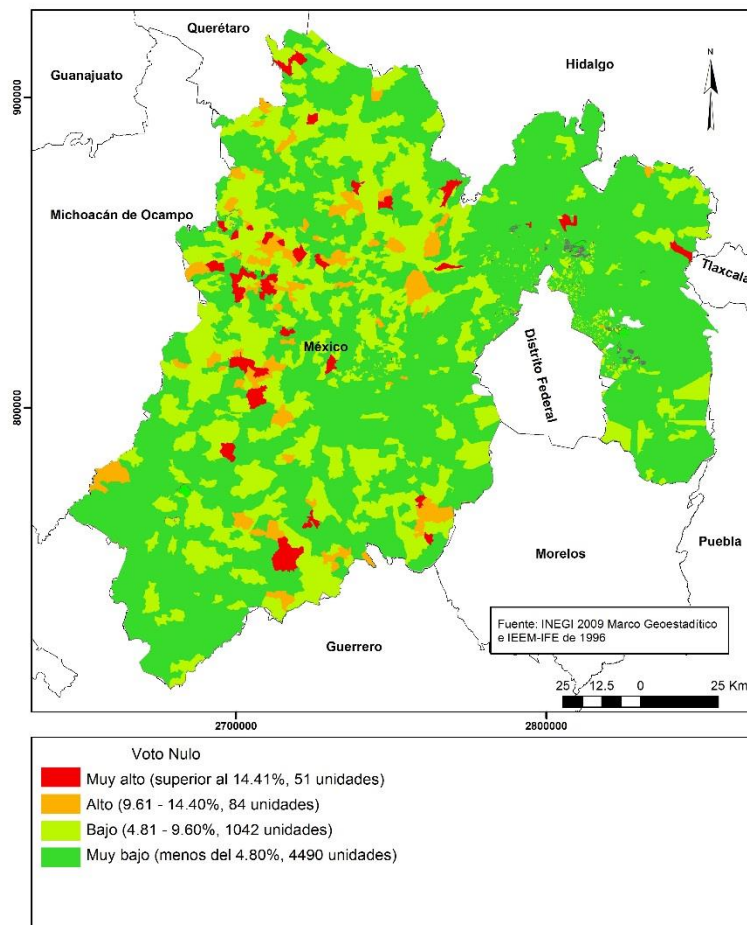 Querétaro
Guanajuato
Hidalgo
N
900000
Michoacán de Ocampo
Tlaxcala
México
Distrito Federal
800000
Puebla
Morelos
Fuente: INEGI 2009 Marco Geoestadítico
e IEEM-IFE de 1996
Guerrero
25 12.5 0 25 Km
2700000 2800000
Voto Nulo
Muy alto (superior al 14.41%, 51 unidades)
Alto (9.61 - 14.40%, 84 unidades)
Bajo (4.81 - 9.60%, 1042 unidades)
Muy bajo (menos del 4.80%, 4490 unidades)